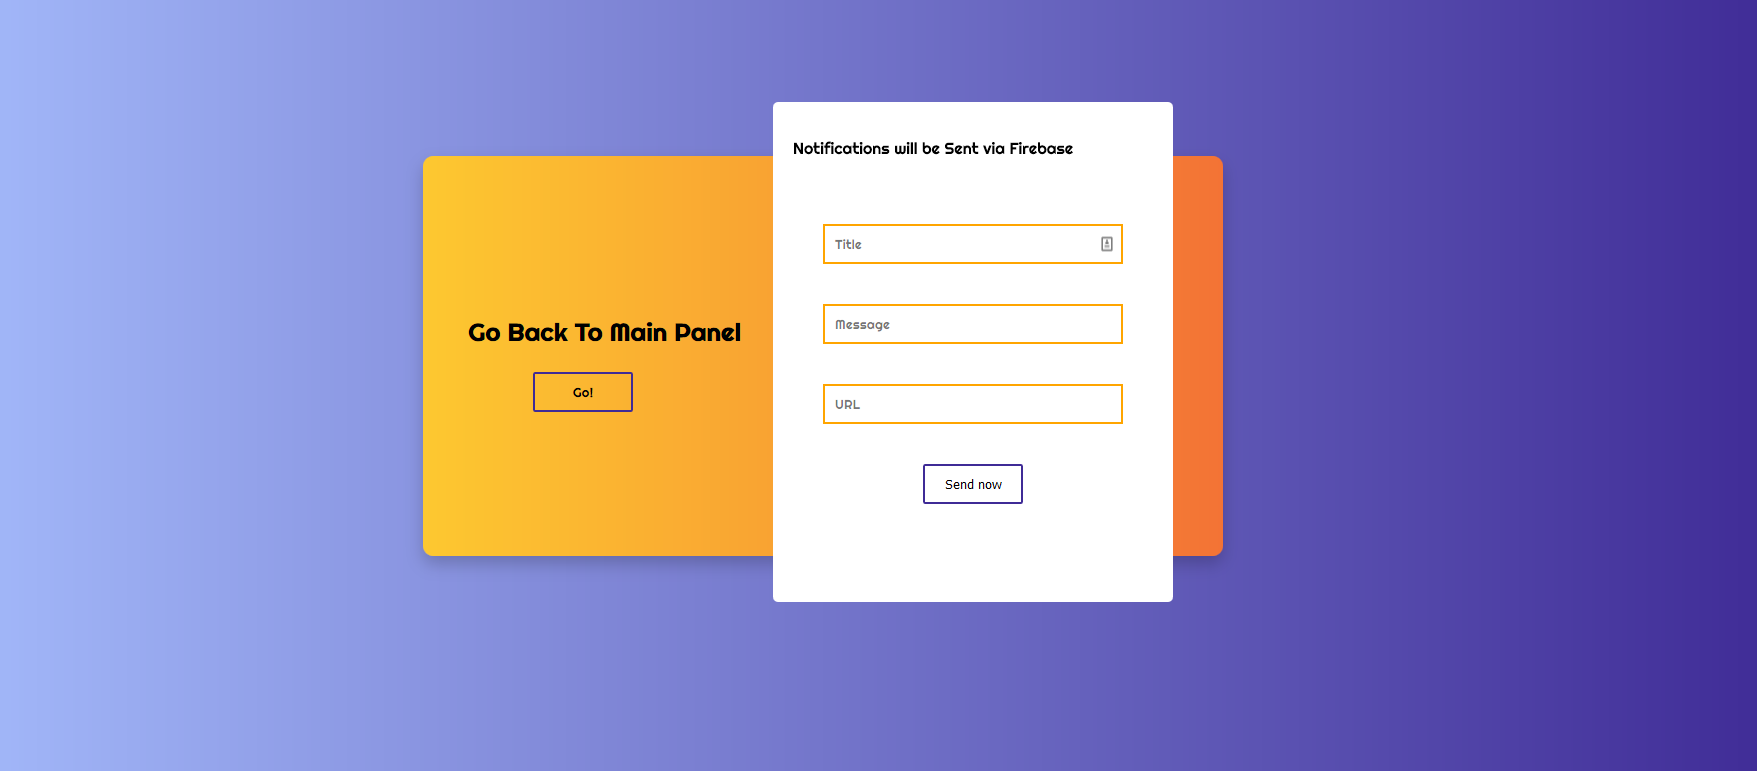 Notifications will be Sent via Firebase
Title
Message
URL
Send now
Go Back To Main Panel
Go!